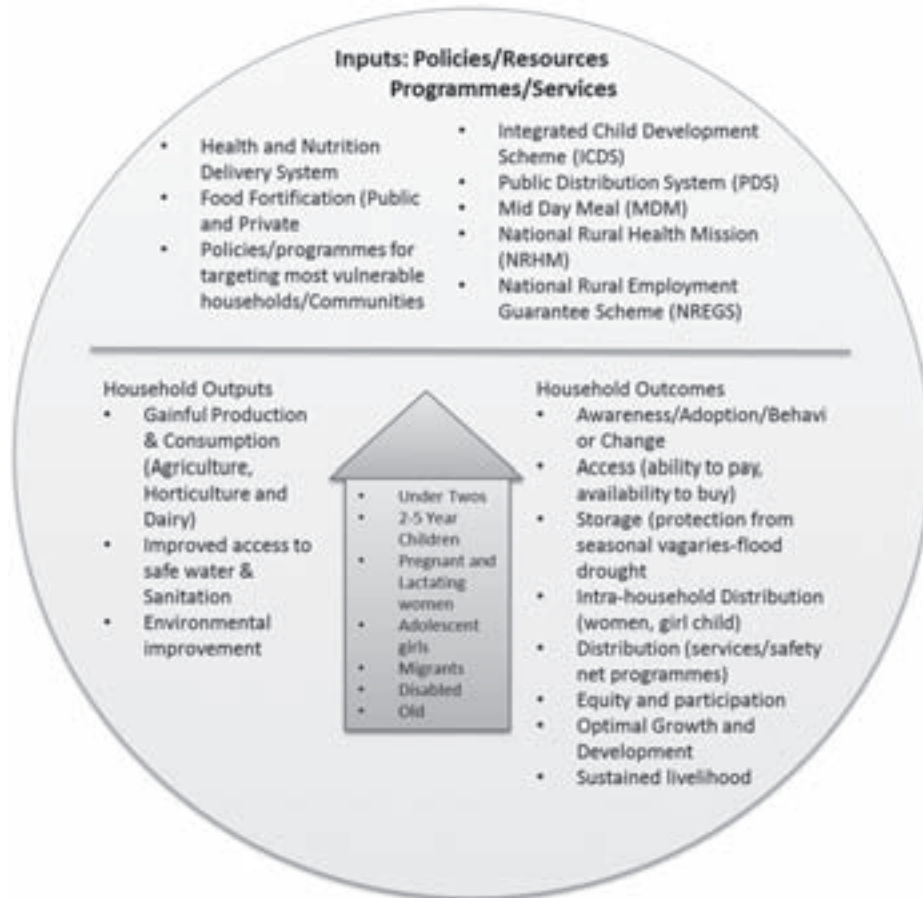 Inputs: Policies/Resources
Programmes/Services
• Health and Nutrition
Delivery System
• Food Fortification (Public
and Private
• Policies/programmes for
targeting most vulnerable
households/Communities
• Integrated Child Development
Scheme (ICDS)
• Public Distribution System (PDS)
• Mid Day Meal (MDM)
• National Rural Health Mission
(NRHM)
• National Rural Employment
Guarantee Scheme (NREGS)
Household Outputs
• Gainful Production
& Consumption
(Agriculture,
Horticulture and
Dairy)
• Improved access to
safe water &
Sanitation
• Environmental
improvement
• Under Twos
• 2-5 Year
Children
• Pregnant and
Lactating
women
• Adolescent
girls
• Migrants
• Disabled
• Old
Household Outcomes
• Awareness/Adoption/Behavi
or Change
• Access (ability to pay,
availability to buy)
• Storage (protection from
seasonal vagaries-flood
drought
• Intra-household Distribution
(women, girl child)
• Distribution (services/safety
net programmes)
• Equity and participation
• Optimal Growth and
Development
• Sustained livelihood